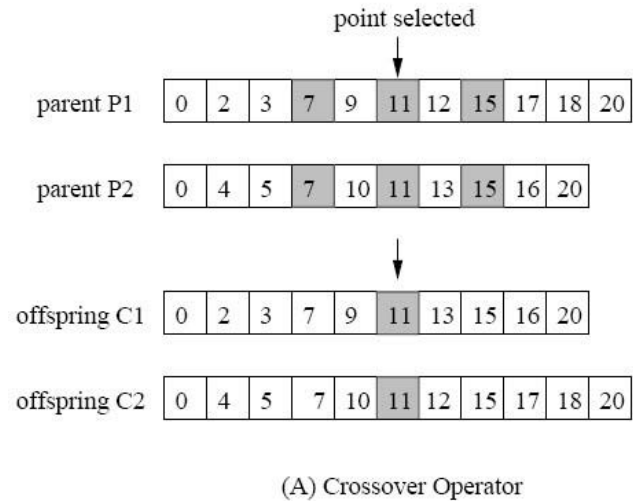 point selected
parent P1 0 2 3 7 9 11 12 15 17 18 20
parent P2 0 4 5 7 10 11 13 15 16 20
offspring C1 0 2 3 7 9 11 13 15 16 20
offspring C2 0 4 5 7 10 11 12 15 17 18 20
(A) Crossover Operator